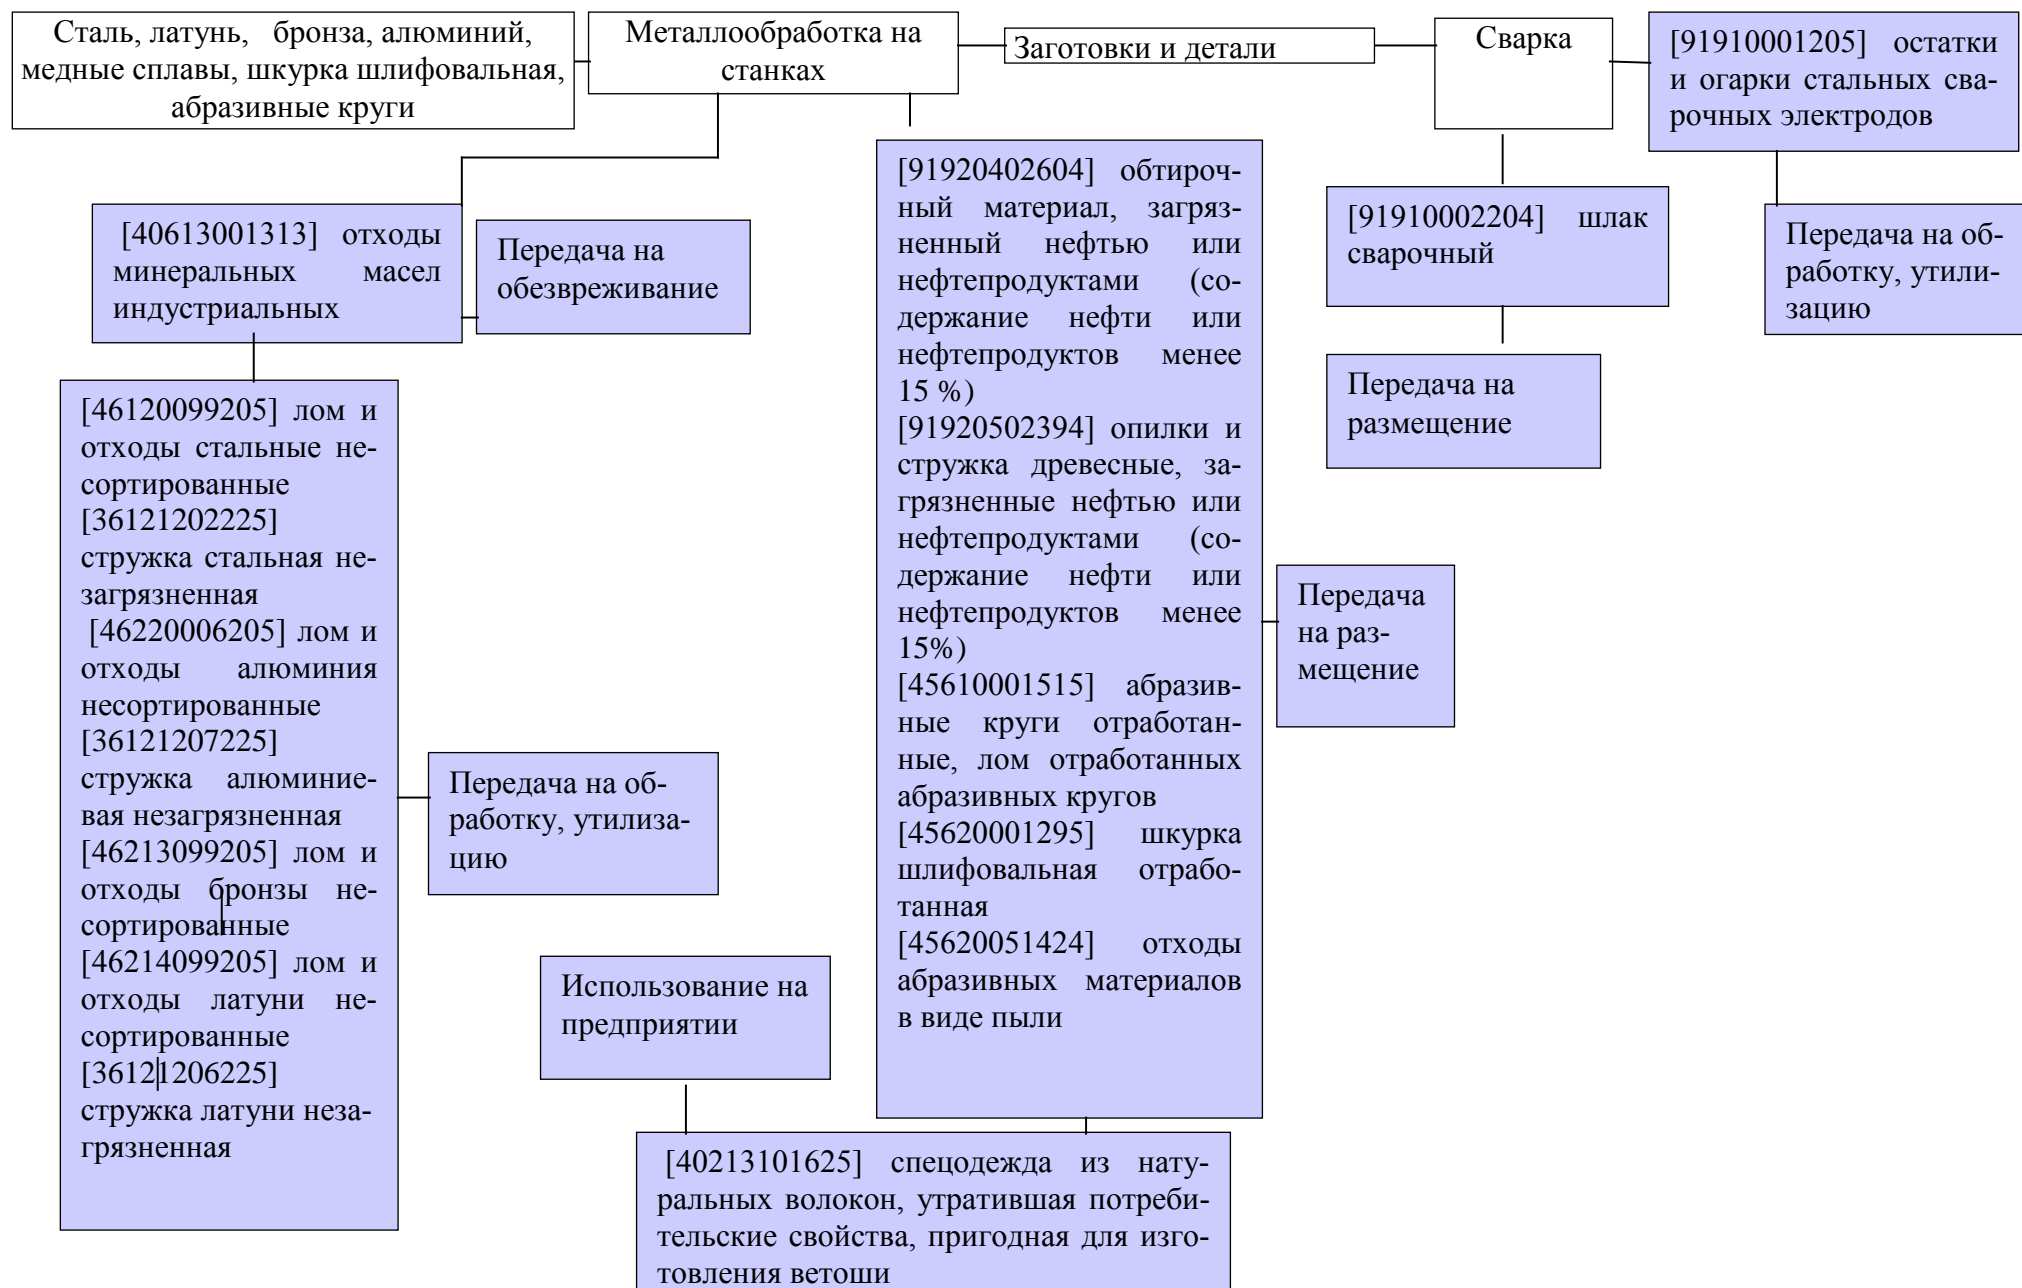 Сталь, латунь, бронза, алюминий,
медные сплавы, шкурка шлифовальная,
абразивные круги
Металлообработка на
станках
Заготовки и детали
Сварка
[91910001205] остатки
и огарки стальных сва-
рочных электродов
[40613001313] отходы
минеральных масел
индустриальных
Передача на
обезвреживание
[91920402604] обтироч-
ный материал, загряз-
ненный нефтью или
нефтепродуктами (со-
держание нефти или
нефтепродуктов менее
15 %)
[91920502394] опилки и
стружка древесные, за-
грязненные нефтью или
нефтепродуктами (со-
держание нефти или
нефтепродуктов менее
15%)
[45610001515] абразив-
ные круги отработан-
ные, лом отработанных
абразивных кругов
[45620001295] шкурка
шлифовальная отрабо-
танная
[45620051424] отходы
абразивных материалов
в виде пыли
[91910002204] шлак
сварочный
Передача на об-
работку, утили-
зацию
Передача на
размещение
[46120099205] лом и
отходы стальные не-
сортированные
[36121202225]
стружка стальная не-
загрязненная
[46220006205] лом и
отходы алюминия
несортированные
[36121207225]
стружка алюминие-
вая незагрязненная
[46213099205] лом и
отходы бронзы не-
сортированные
[46214099205] лом и
отходы латуни не-
сортированные
[36121206225]
стружка латуни неза-
грязненная
Передача на об-
работку, утилиза-
цию
Передача
на раз-
мещение
Использование на
предприятии
[40213101625] спецодежда из нату-
ральных волокон, утратившая потреби-
тельские свойства, пригодная для изго-
товления ветоши